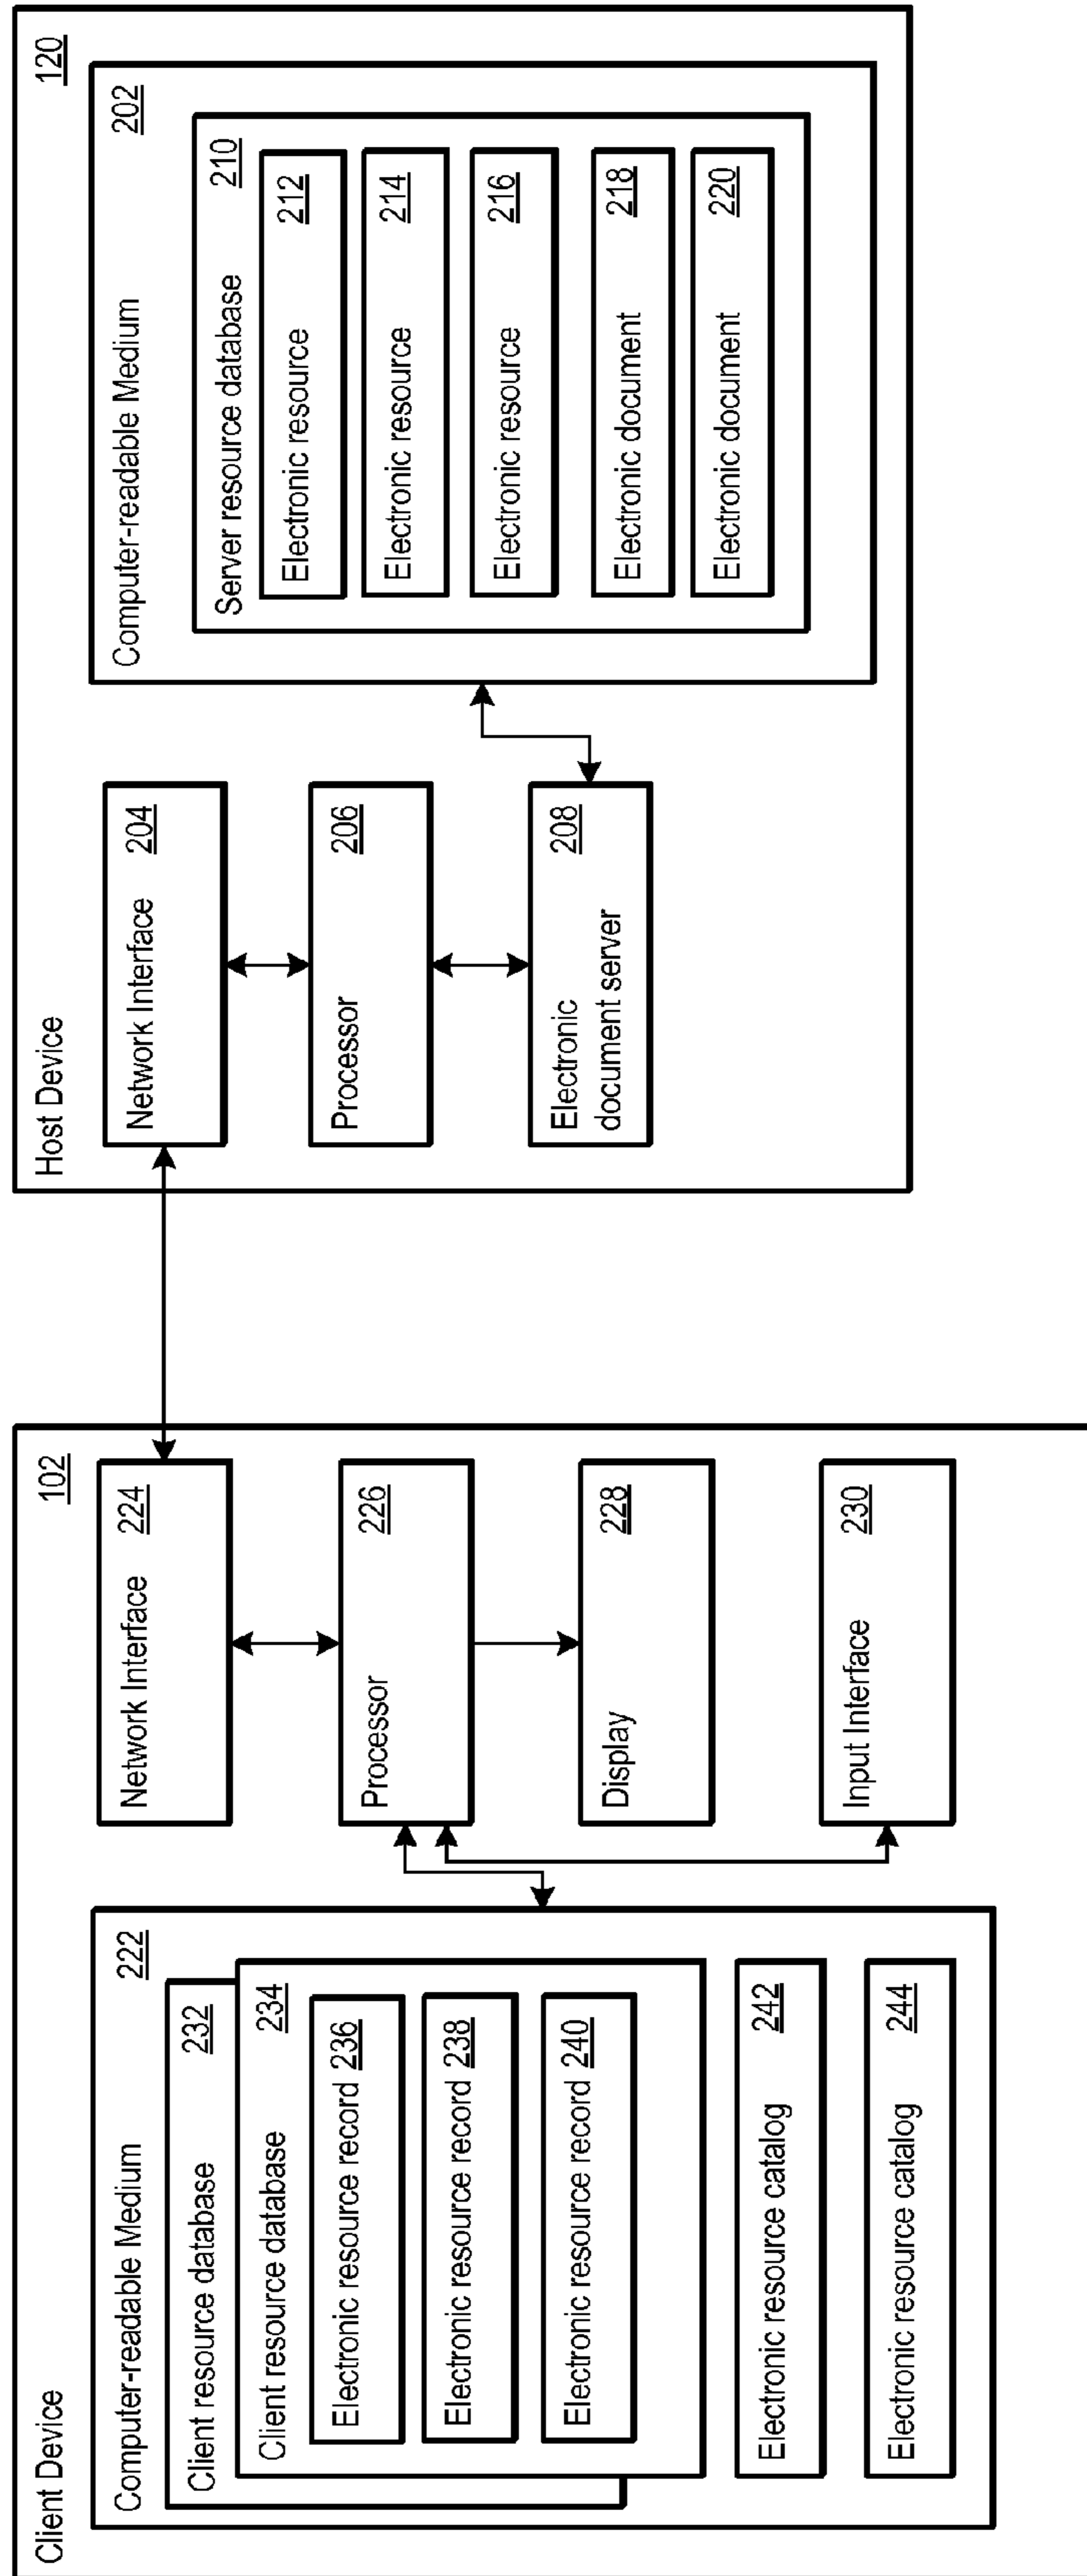 Client Device
102
Computer-readable Medium
222
Client resource database
232
Client resource database
234
Electronic resource record 236
Electronic resource record 238
Electronic resource record 240
Electronic resource catalog
242
Electronic resource catalog
244
Network Interface
224
Processor
226
Display
228
Input Interface
230
Host Device
120
Network Interface
204
Processor
206
Electronic
document server
208
Computer-readable Medium
202
Server resource database
210
Electronic resource
212
Electronic resource
214
Electronic resource
216
Electronic document
218
Electronic document
220